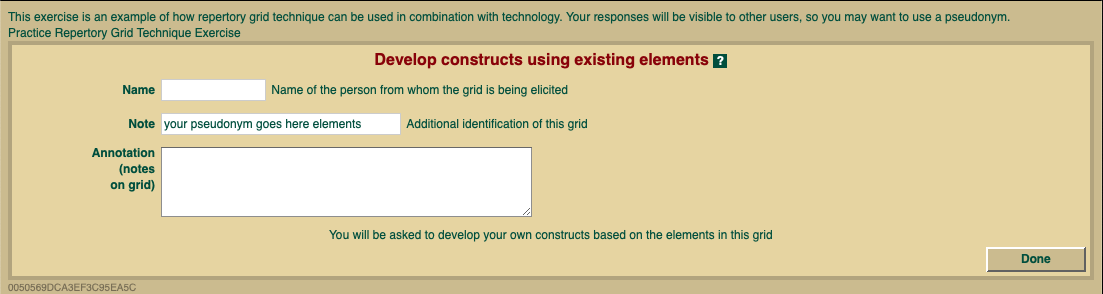 This exercise is an example of how repertory grid technique can be used in combination with technology. Your responses will be visible to other users, so you may want to use a pseudonym.
Practice Repertory Grid Technique Exercise
Develop constructs using existing elements ?
Name Name of the person from whom the grid is being elicited
Note your pseudonym goes here elements Additional identification of this grid
Annotation
(notes
on grid)
You will be asked to develop your own constructs based on the elements in this grid
Done
0050569DCA3EF3C95EA5C